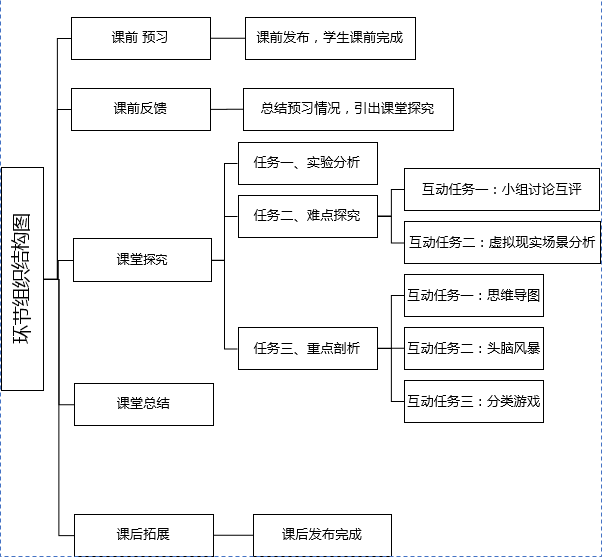 环节组织结构图
课前 预习
课前发布，学生课前完成
课前反馈
总结预习情况，引出课堂探究
课堂探究
任务一、实验分析
任务二、难点探究
互动任务一：小组讨论互评
互动任务二：虚拟现实场景分析
任务三、重点剖析
互动任务一：思维导图
互动任务二：头脑风暴
互动任务三：分类游戏
课堂总结
课后拓展
课后发布完成